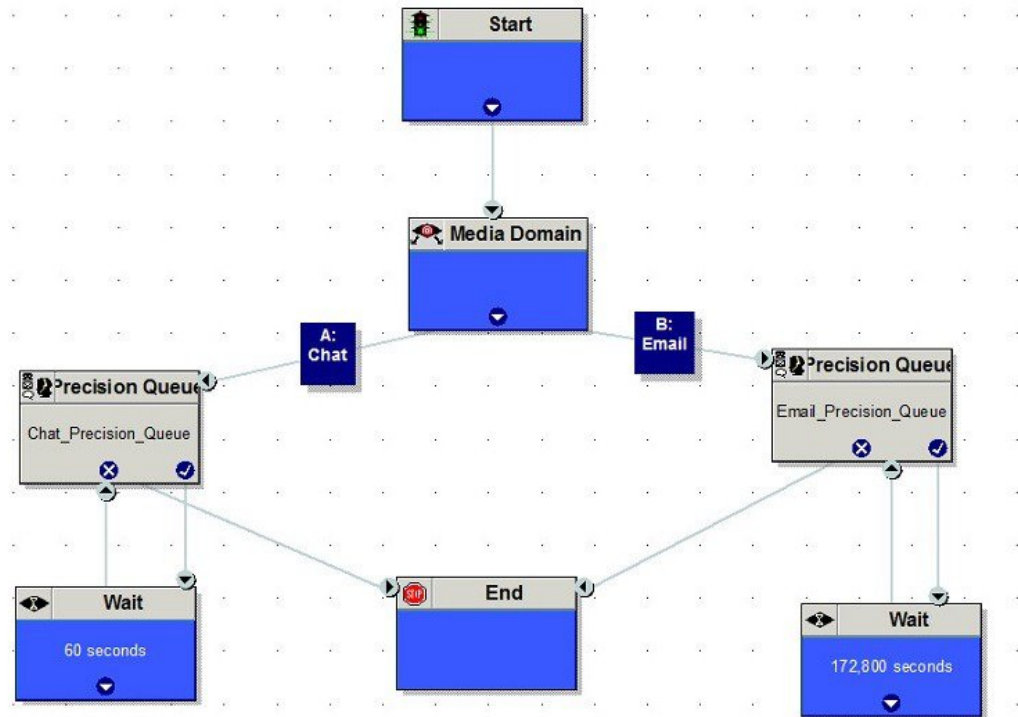 Start
Media Domain
A:
Chat
B:
Email
Precision Queue
Chat_Precision_Queue
Precision Queue
Email_Precision_Queue
Wait
60 seconds
End
Wait
172,800 seconds